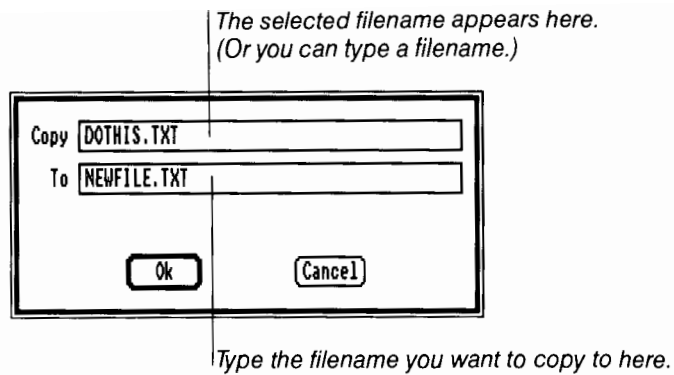 The selected filename appears here.
(Or you can type a filename.)
Copy DOTHIS.TXT
To NEWFILE.TXT
Ok Cancel
Type the filename you want to copy to here.